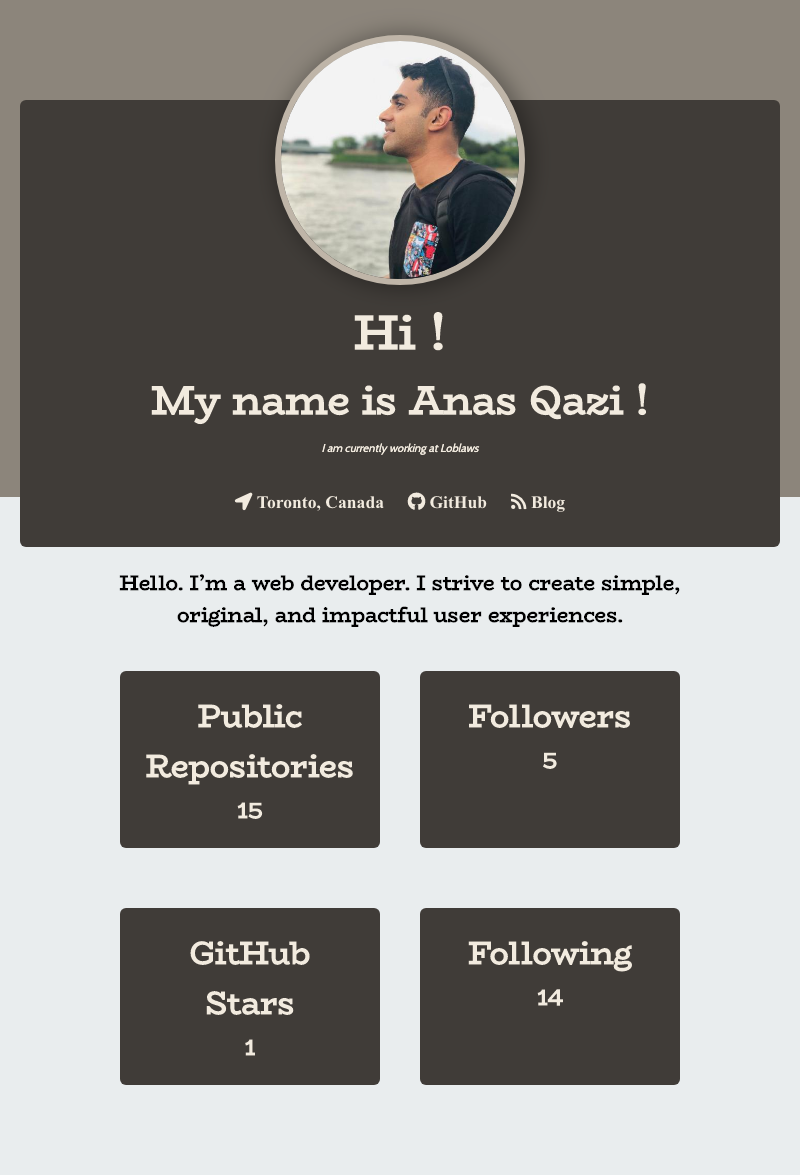 Hi !
My name is Anas Qazi !
I am currently working at Loblaws
Toronto, Canada GitHub Blog
Hello. I’m a web developer. I strive to create simple,
original, and impactful user experiences.
Public
Repositories
15
Followers
5
GitHub
Stars
1
Following
14